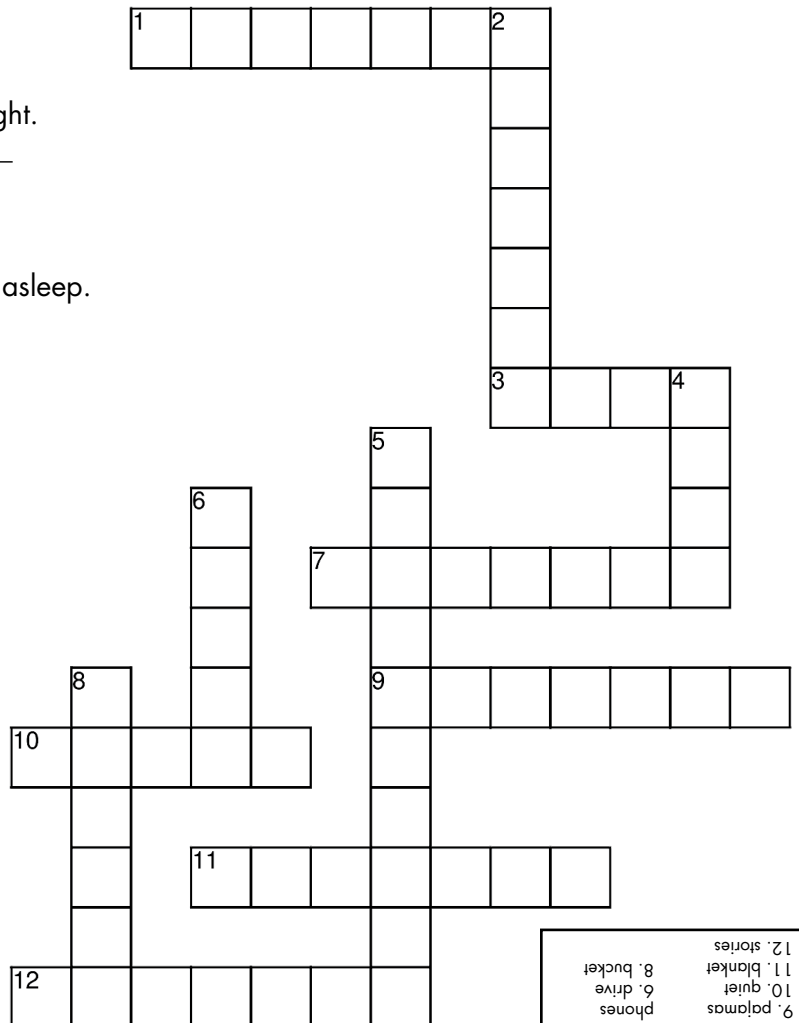 1 2
ght.
asleep.
3 4
5
6
7
8 9
10
11
12
9. pajamas phones
10. quiet 6. drive
11. blanket 8. bucket
12. stories